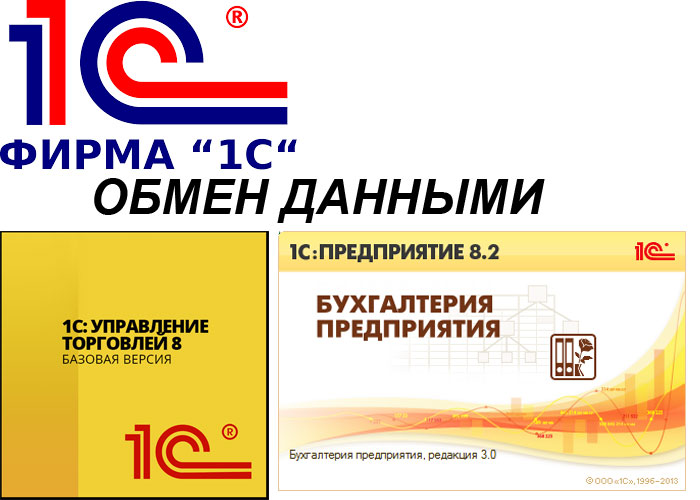 1С®
ФИРМА “1С“
ОБМЕН ДАННЫМИ
1С: УПРАВЛЕНИЕ
ТОРГОВЛЕЙ 8
БАЗОВАЯ ВЕРСИЯ
1С®
1С:ПРЕДПРИЯТИЕ 8.2
1С
БУХГАЛТЕРИЯ
ПРЕДПРИЯТИЯ
Бухгалтерия предприятия, редакция 3.0
© ООО «1С», 1996–2013